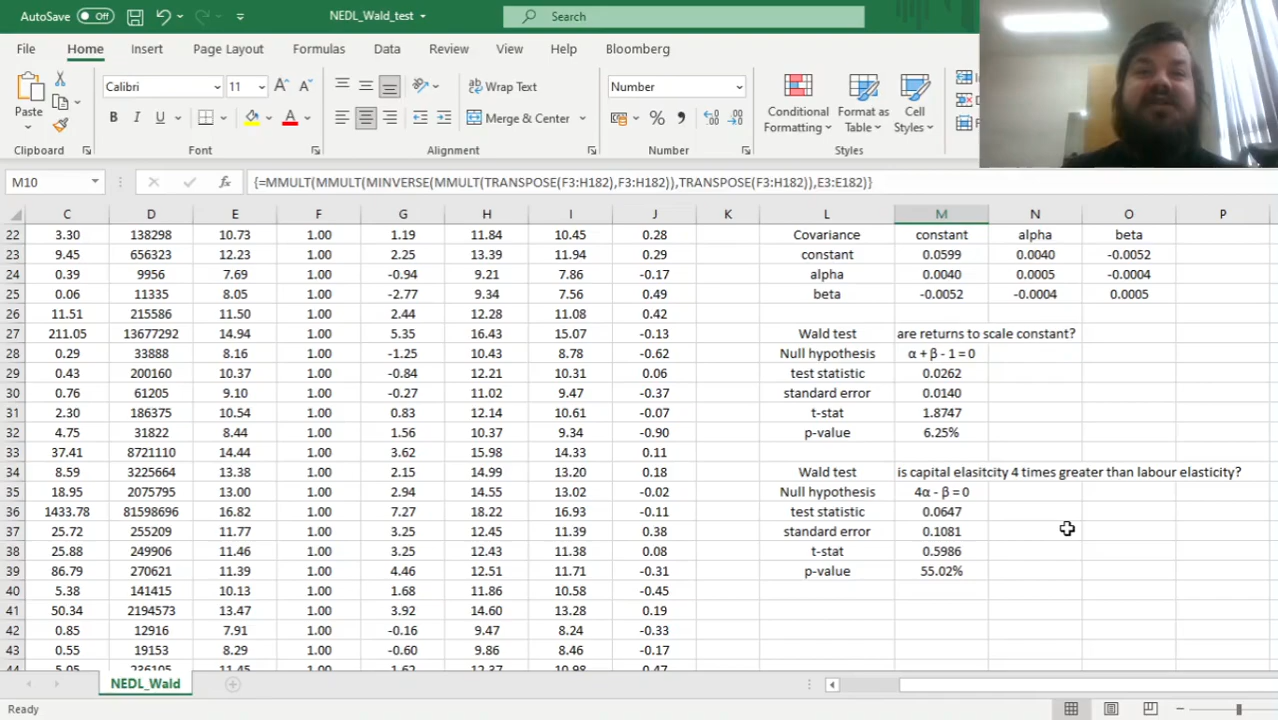 AutoSave Off NEDL_Wald_test Search
File Home Insert Page Layout Formulas Data Review View Help Bloomberg
Paste Calibri 11 Wrap Text Number Conditional Formatting Format as Table Cell Styles
B I U A Merge & Center
Clipboard Font Alignment Number Styles
M10 fx {=MMULT(MMULT(MINVERSE(MMULT(TRANSPOSE(F3:H182),F3:H182)),TRANSPOSE(F3:H182)),E3:E182)}
C D E F G H I J K L M N O P
22 3.30 138298 10.73 1.00 1.19 11.84 10.45 0.28 Covariance constant alpha beta
23 9.45 656323 12.23 1.00 2.25 13.39 11.94 0.29 constant 0.0599 0.0040 -0.0052
24 0.39 9956 7.69 1.00 -0.94 9.21 7.86 -0.17 alpha 0.0040 0.0005 -0.0004
25 0.06 11335 8.05 1.00 -2.77 9.34 7.56 0.49 beta -0.0052 -0.0004 0.0005
26 11.51 215586 11.50 1.00 2.44 12.28 11.08 0.42
27 211.05 13677292 14.94 1.00 5.35 16.43 15.07 -0.13 Wald test are returns to scale constant?
28 0.29 33888 8.16 1.00 -1.25 10.43 8.78 -0.62 Null hypothesis α + β - 1 = 0
29 0.43 200160 10.37 1.00 -0.84 12.21 10.31 0.06 test statistic 0.0262
30 0.76 61205 9.10 1.00 -0.27 11.02 9.47 -0.37 standard error 0.0140
31 2.30 186375 10.54 1.00 0.83 12.14 10.61 -0.07 t-stat 1.8747
32 4.75 31822 8.44 1.00 1.56 10.37 9.34 -0.90 p-value 6.25%
33 37.41 8721110 14.44 1.00 3.62 15.98 14.33 0.11
34 8.59 3225664 13.38 1.00 2.15 14.99 13.20 0.18 Wald test is capital elasitcity 4 times greater than labour elasticity?
35 18.95 2075795 13.00 1.00 2.94 14.55 13.02 -0.02 Null hypothesis 4α - β = 0
36 1433.78 81598696 16.82 1.00 7.27 18.22 16.93 -0.11 test statistic 0.0647
37 25.72 255209 11.77 1.00 3.25 12.45 11.39 0.38 standard error 0.1081
38 25.88 249906 11.46 1.00 3.25 12.43 11.38 0.08 t-stat 0.5986
39 86.79 270621 11.39 1.00 4.46 12.51 11.71 -0.31 p-value 55.02%
40 5.38 141415 10.13 1.00 1.68 11.86 10.58 -0.45
41 50.34 2194573 13.47 1.00 3.92 14.60 13.28 0.19
42 0.85 12916 7.91 1.00 -0.16 9.47 8.24 -0.33
43 0.55 19153 8.29 1.00 -0.60 9.86 8.46 -0.17
44 5.05 236105 11.45 1.00 1.62 12.37 10.98 0.47
NEDL_Wald
Ready